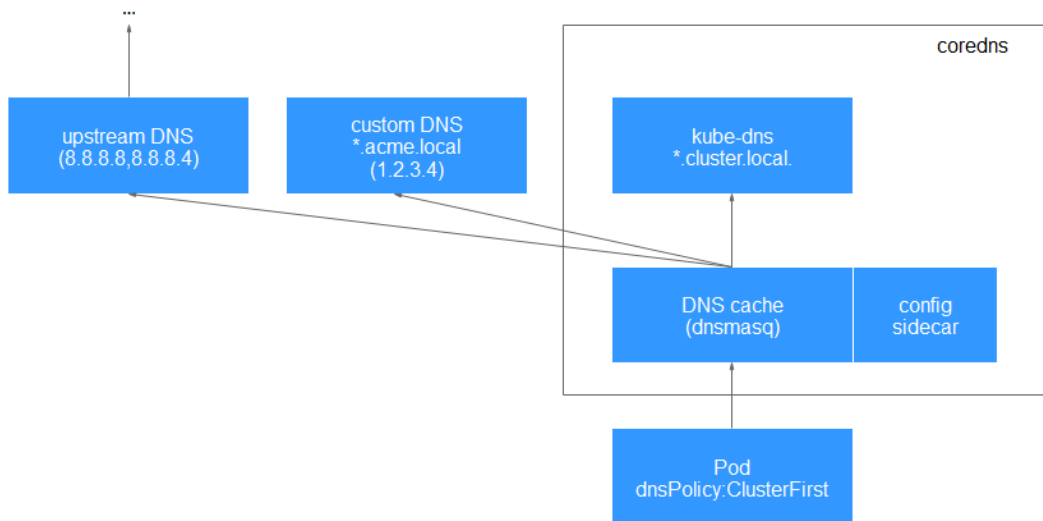 ...
coredns
upstream DNS
(8.8.8.8,8.8.8.4)
custom DNS
*.acme.local
(1.2.3.4)
kube-dns
*.cluster.local.
DNS cache
(dnsmasq)
config
sidecar
Pod
dnsPolicy:ClusterFirst